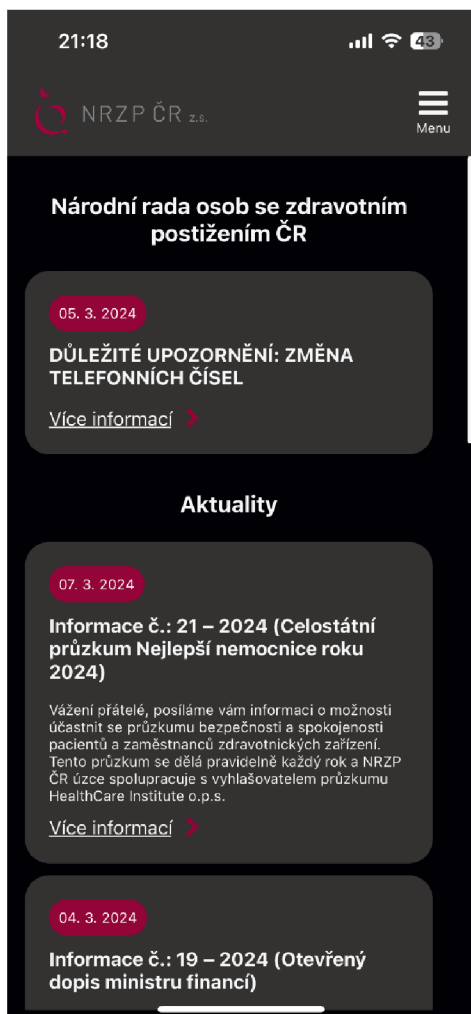 21:18
43
NRZP ČR z.s.
Menu
Národní rada osob se zdravotním
postižením ČR
05. 3. 2024
DŮLEŽITÉ UPOZORNĚNÍ: ZMĚNA
TELEFONNÍCH ČÍSEL
Více informací
Aktuality
07. 3. 2024
Informace č.: 21 – 2024 (Celostátní
průzkum Nejlepší nemocnice roku
2024)
Vážení přátelé, posíláme vám informaci o možnosti
účastnit se průzkumu bezpečnosti a spokojenosti
pacientů a zaměstnanců zdravotnických zařízení.
Tento průzkum se dělá pravidelně každý rok a NRZP
ČR úzce spolupracuje s vyhlašovatelem průzkumu
HealthCare Institute o.p.s.
Více informací
04. 3. 2024
Informace č.: 19 – 2024 (Otevřený
dopis ministru financí)